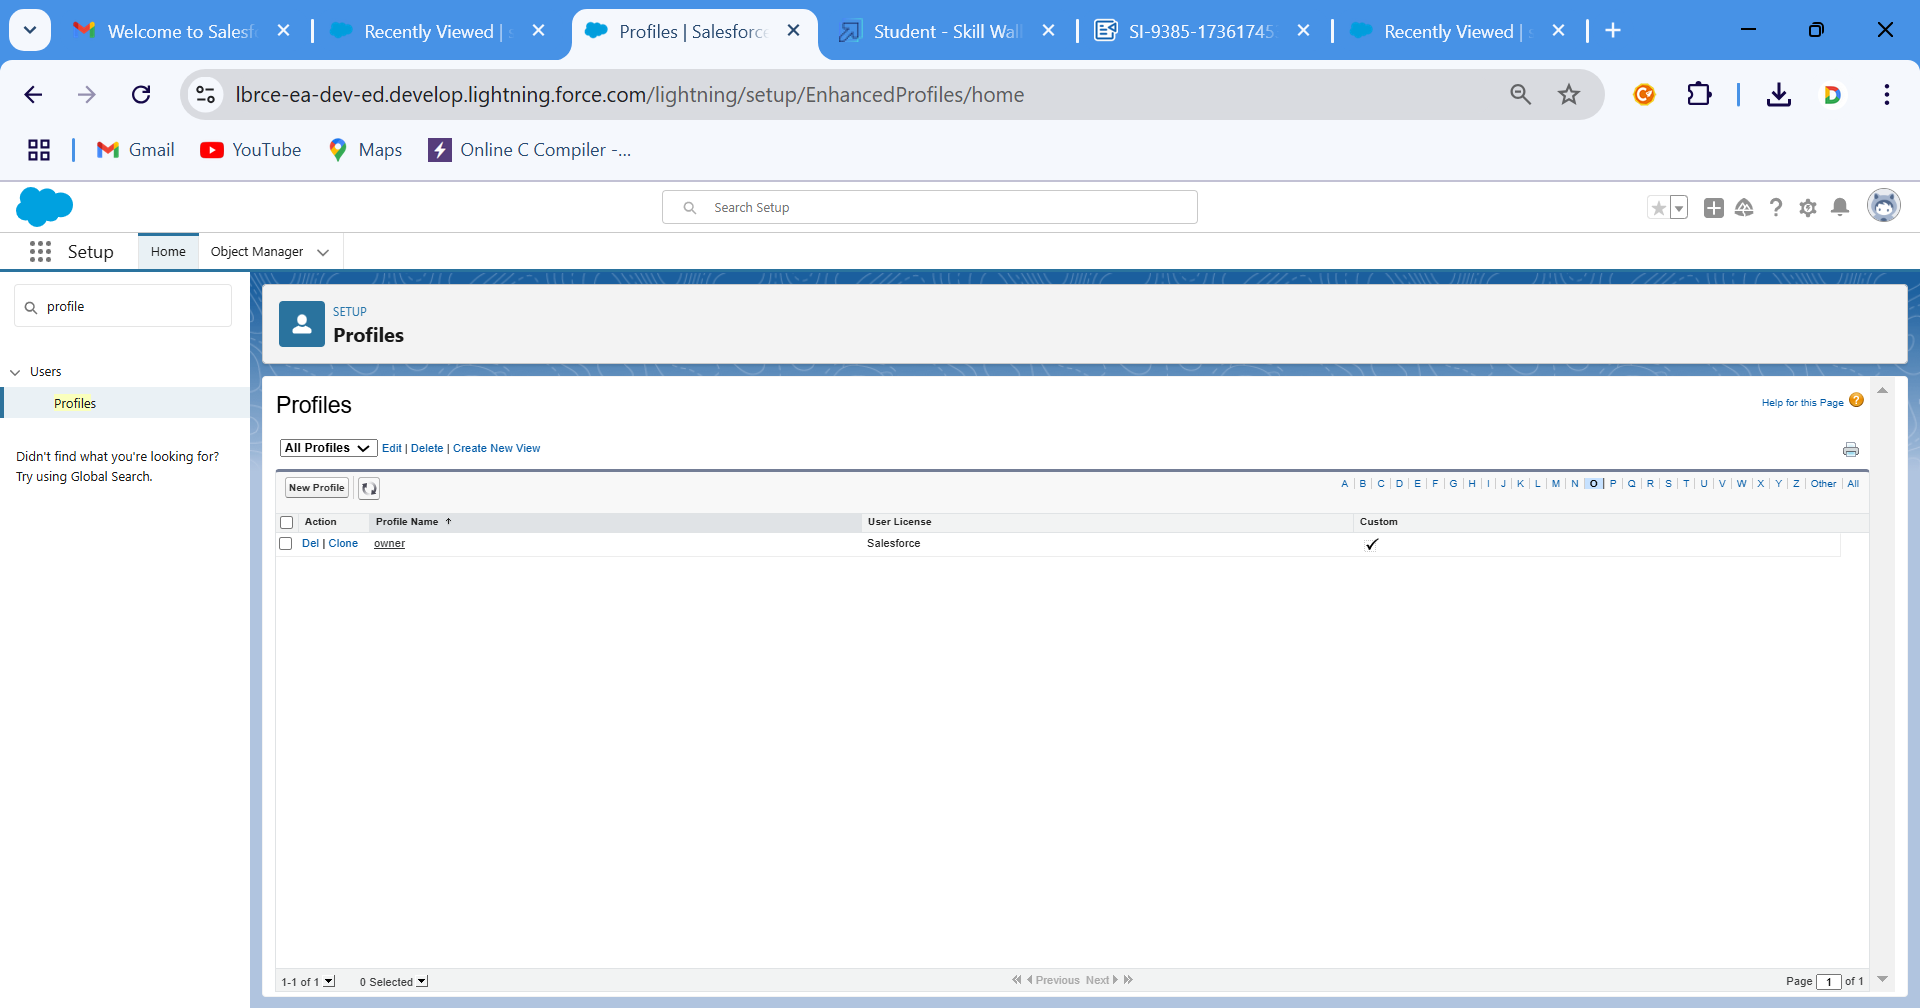 Welcome to Salesf
Recently Viewed |
Profiles | Salesforce
Student - Skill Wall
SI-9385-17361745
Recently Viewed |
lbrce-ea-dev-ed.develop.lightning.force.com/lightning/setup/EnhancedProfiles/home
Gmail
YouTube
Maps
Online C Compiler -...
Search Setup
Setup
Home
Object Manager
profile
Users
Profiles
Didn't find what you're looking for?
Try using Global Search.
SETUP
Profiles
Profiles
Help for this Page
All Profiles Edit | Delete | Create New View
New Profile
A | B | C | D | E | F | G | H | I | J | K | L | M | N | O | P | Q | R | S | T | U | V | W | X | Y | Z | Other | All
Action Profile Name ↑ User License Custom
Del | Clone owner Salesforce ✓
1-1 of 1 0 Selected Previous Next Page 1 of 1